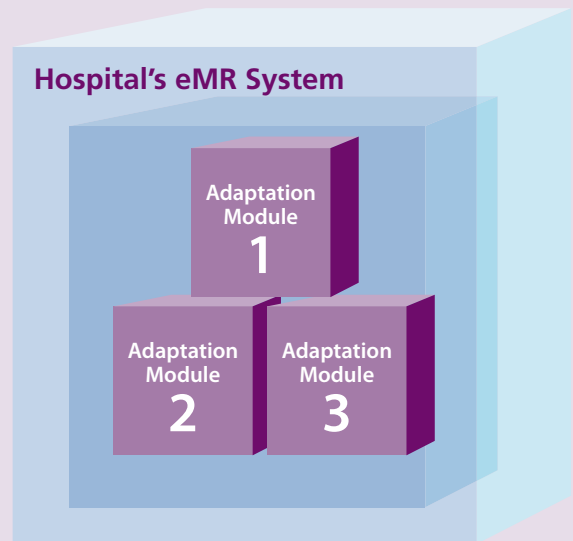 Hospital’s eMR System
Adaptation
Module
1
Adaptation
Module
2
Adaptation
Module
3